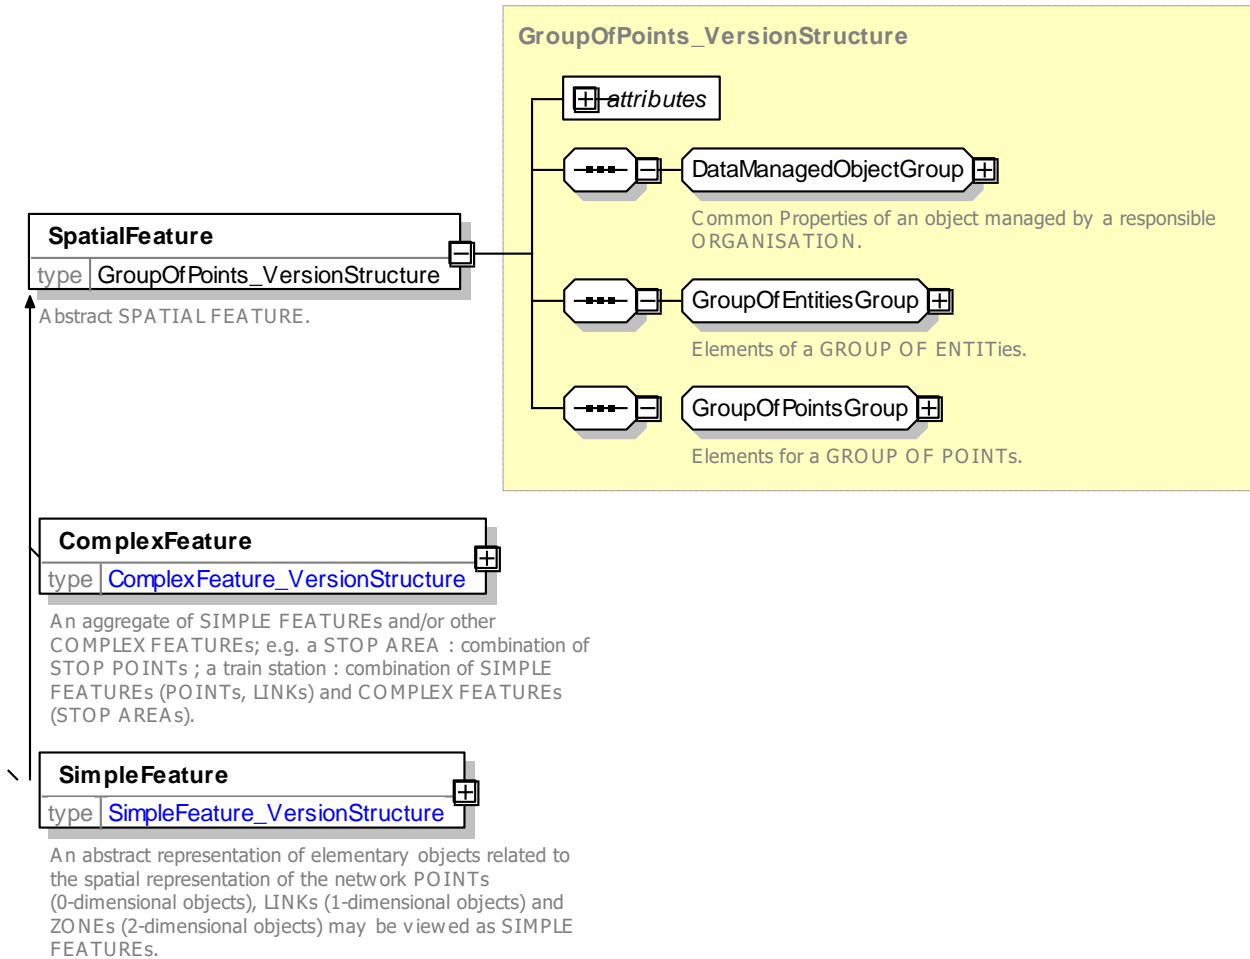 GroupOfPoints_VersionStructure
attributes
DataManagedObjectGroup
Common Properties of an object managed by a responsible
ORGANISATION.
SpatialFeature
type GroupOfPoints_VersionStructure
Abstract SPATIAL FEATURE.
GroupOfEntitiesGroup
Elements of a GROUP OF ENTITies.
GroupOfPointsGroup
Elements for a GROUP OF POINTs.
ComplexFeature
type ComplexFeature_VersionStructure
An aggregate of SIMPLE FEATUREs and/or other
COMPLEX FEATUREs; e.g. a STOP AREA : combination of
STOP POINTs ; a train station : combination of SIMPLE
FEATUREs (POINTs, LINKs) and COMPLEX FEATUREs
(STOP AREAs).
SimpleFeature
type SimpleFeature_VersionStructure
An abstract representation of elementary objects related to
the spatial representation of the network POINTs
(0-dimensional objects), LINKs (1-dimensional objects) and
ZONEs (2-dimensional objects) may be viewed as SIMPLE
FEATUREs.